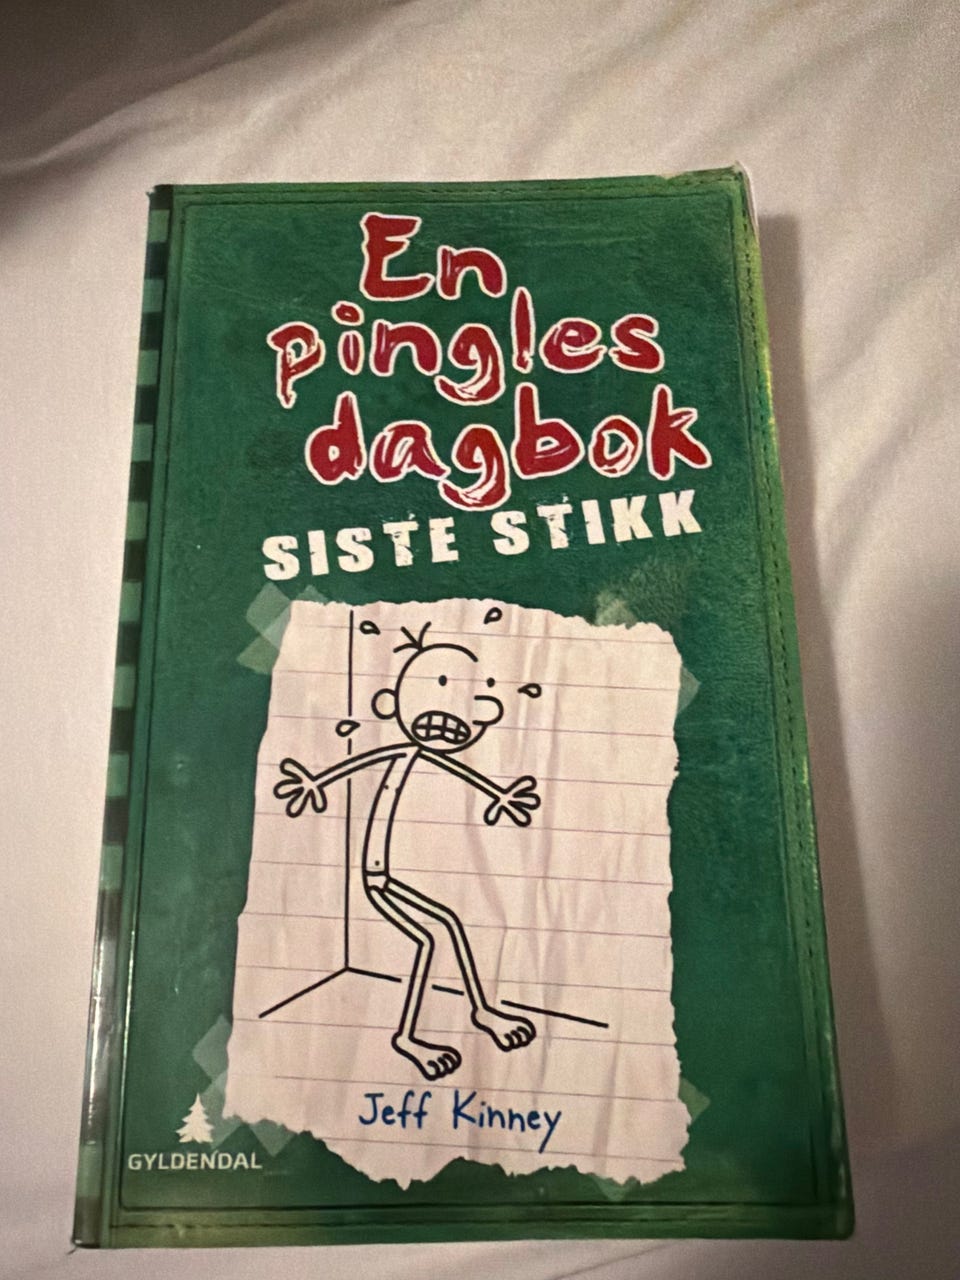 En
pingles
dagbok
SISTE STIKK
Jeff Kinney
GYLDENDAL